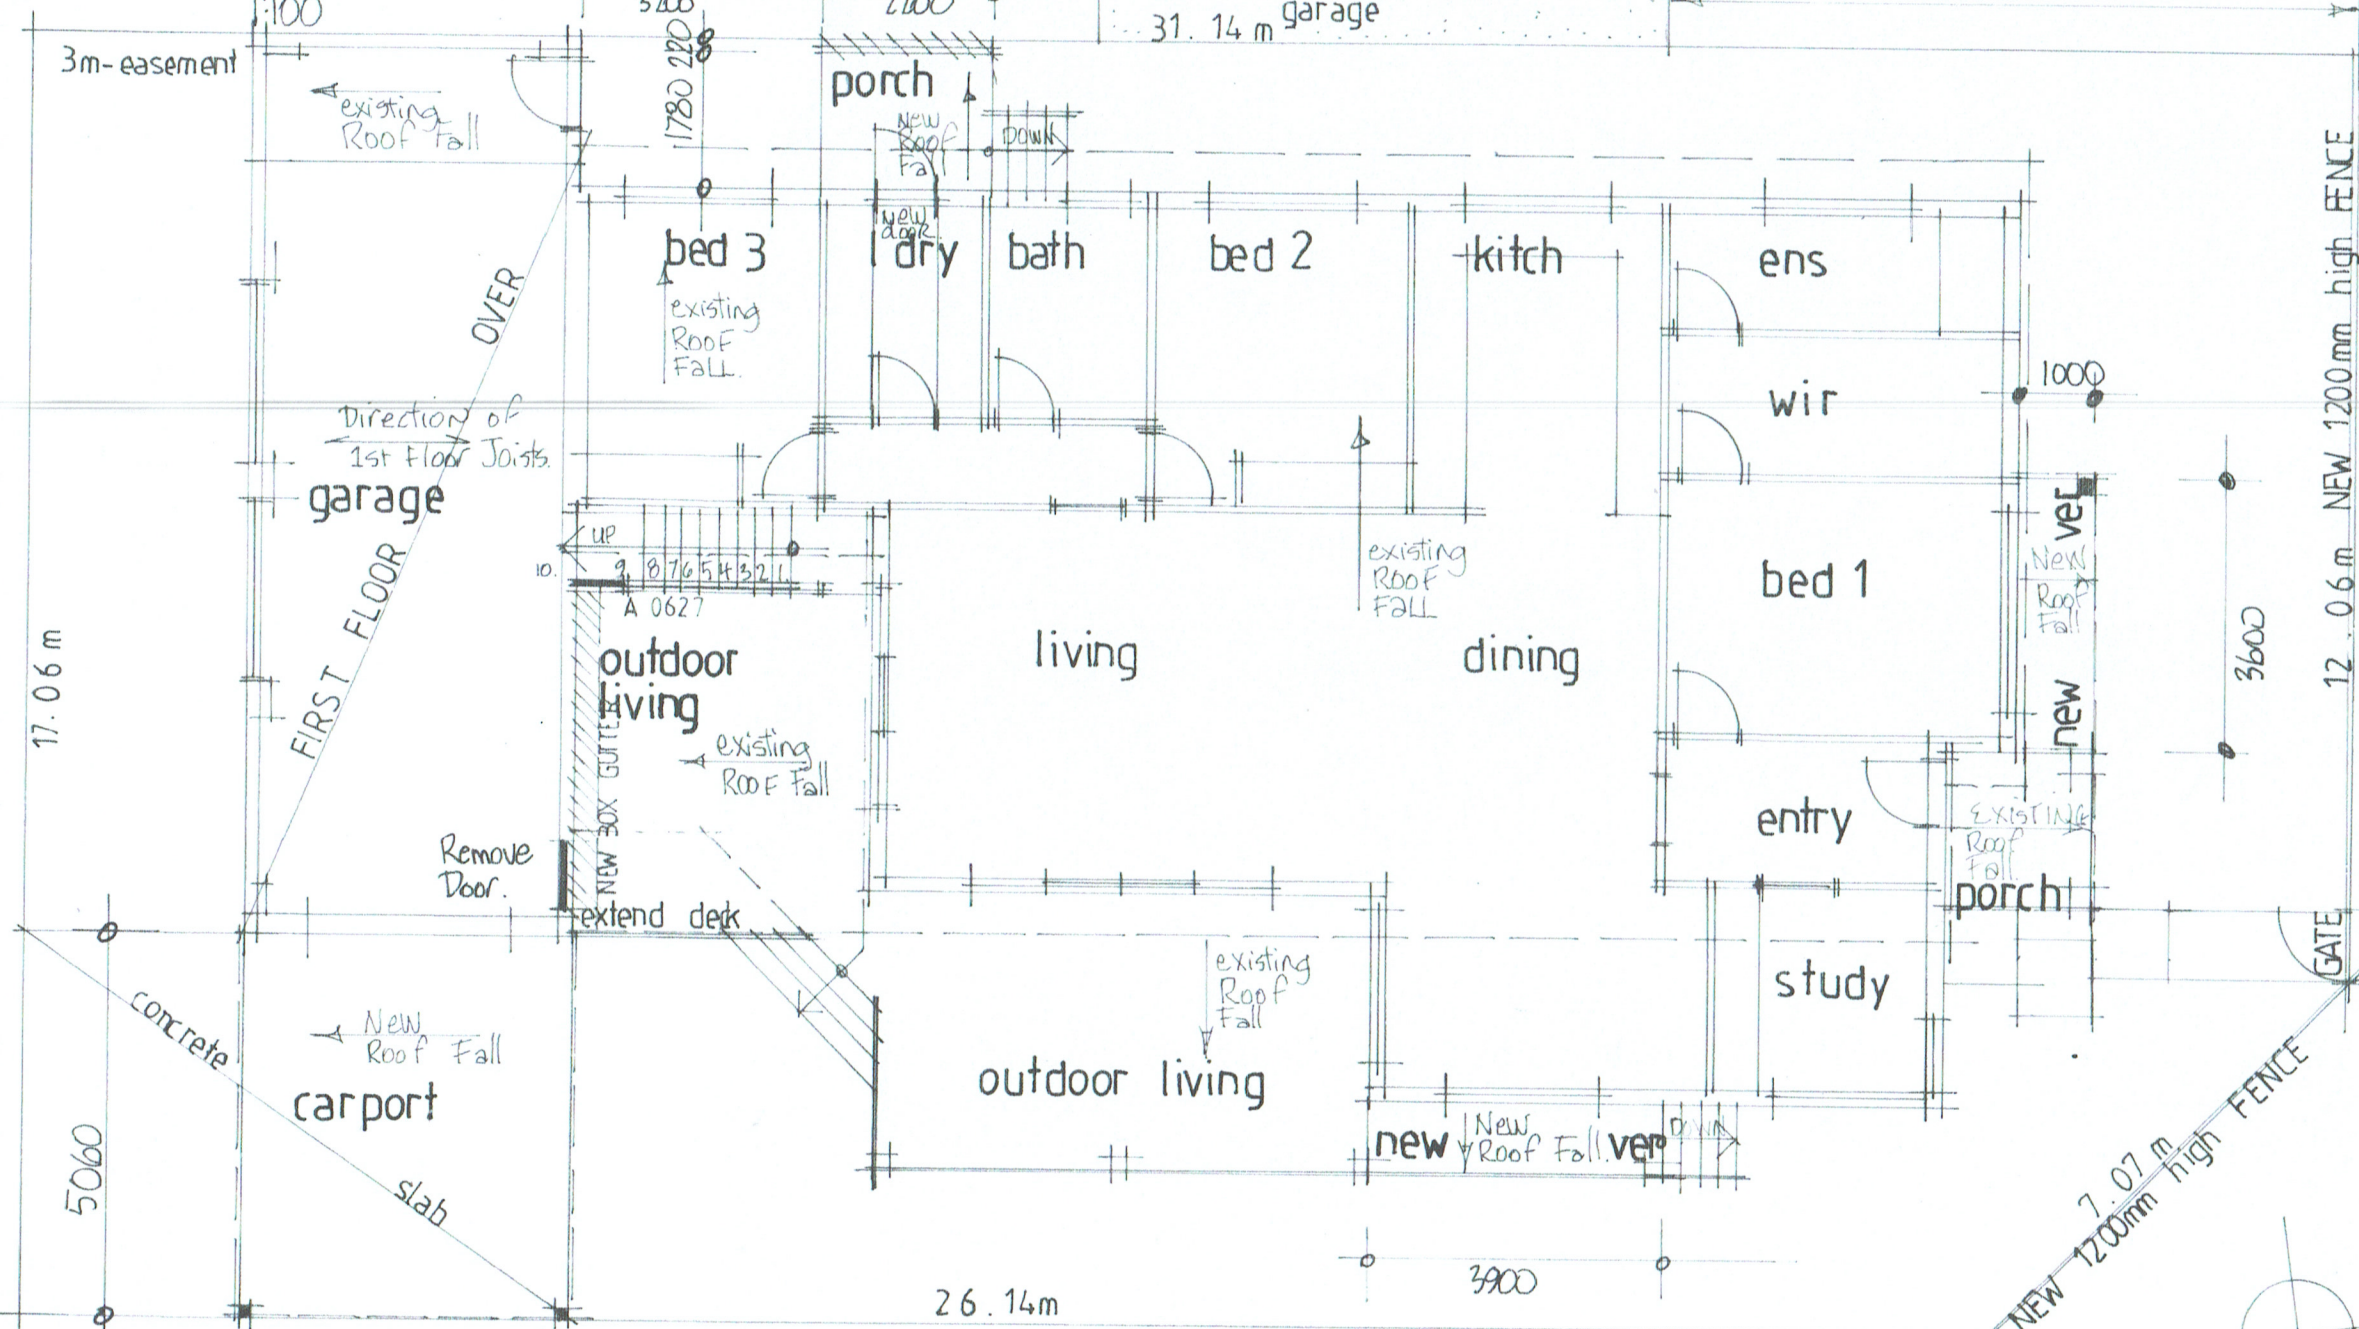 :100
2100
garage
31. 14 m
3m-easement
existing
Roof Fall
220
1780
porch
New
Roof
Fall
DOWN
New
door
bed 3
l dry
bath
bed 2
kitch
ens
existing
ROOF
FALL.
wir
1000
OVER
Direction of
1st Floor Joists.
garage
UP
10.
9 8 7 6 5 4 3 2 1
A 0627
outdoor
living
existing
ROOF
FALL
living
dining
bed 1
new ver
New
Roof
Fall
3600
12.06m NEW 1200mm high FENCE
17.06 m
FIRST FLOOR
NEW BOX GUTTER
existing
ROOF Fall
Remove
Door.
extend deck
entry
EXISTING
Roof
Fall.
porch
GATE
study
existing
Roof
Fall
concrete
slab
New
Roof Fall
carport
5060
outdoor living
new
New
Roof Fall.
ver
DOWN
3900
26.14m
7.07 m
NEW 1200mm high FENCE